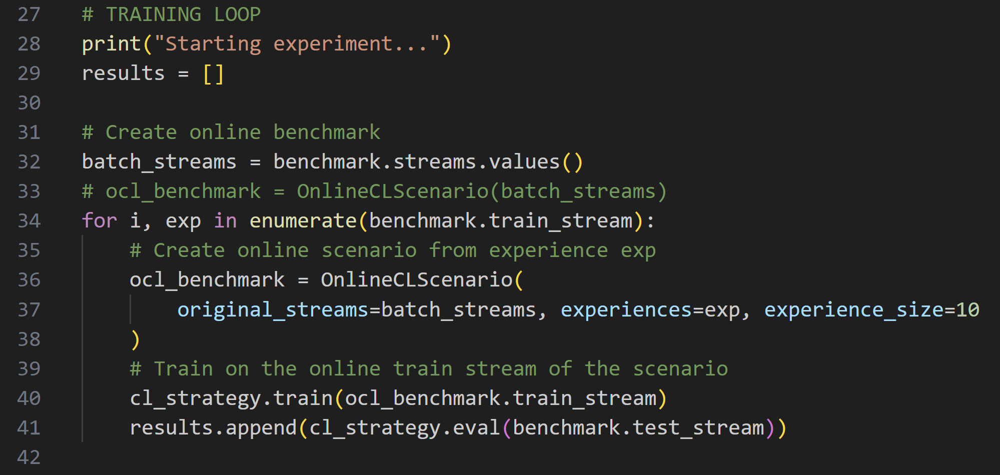 27 # TRAINING LOOP
28 print("Starting experiment...")
29 results = []
30
31 # Create online benchmark
32 batch_streams = benchmark.streams.values()
33 # ocl_benchmark = OnlineCLScenario(batch_streams)
34 for i, exp in enumerate(benchmark.train_stream):
35     # Create online scenario from experience exp
36     ocl_benchmark = OnlineCLScenario(
37         original_streams=batch_streams, experiences=exp, experience_size=10
38     )
39     # Train on the online train stream of the scenario
40     cl_strategy.train(ocl_benchmark.train_stream)
41     results.append(cl_strategy.eval(benchmark.test_stream))
42